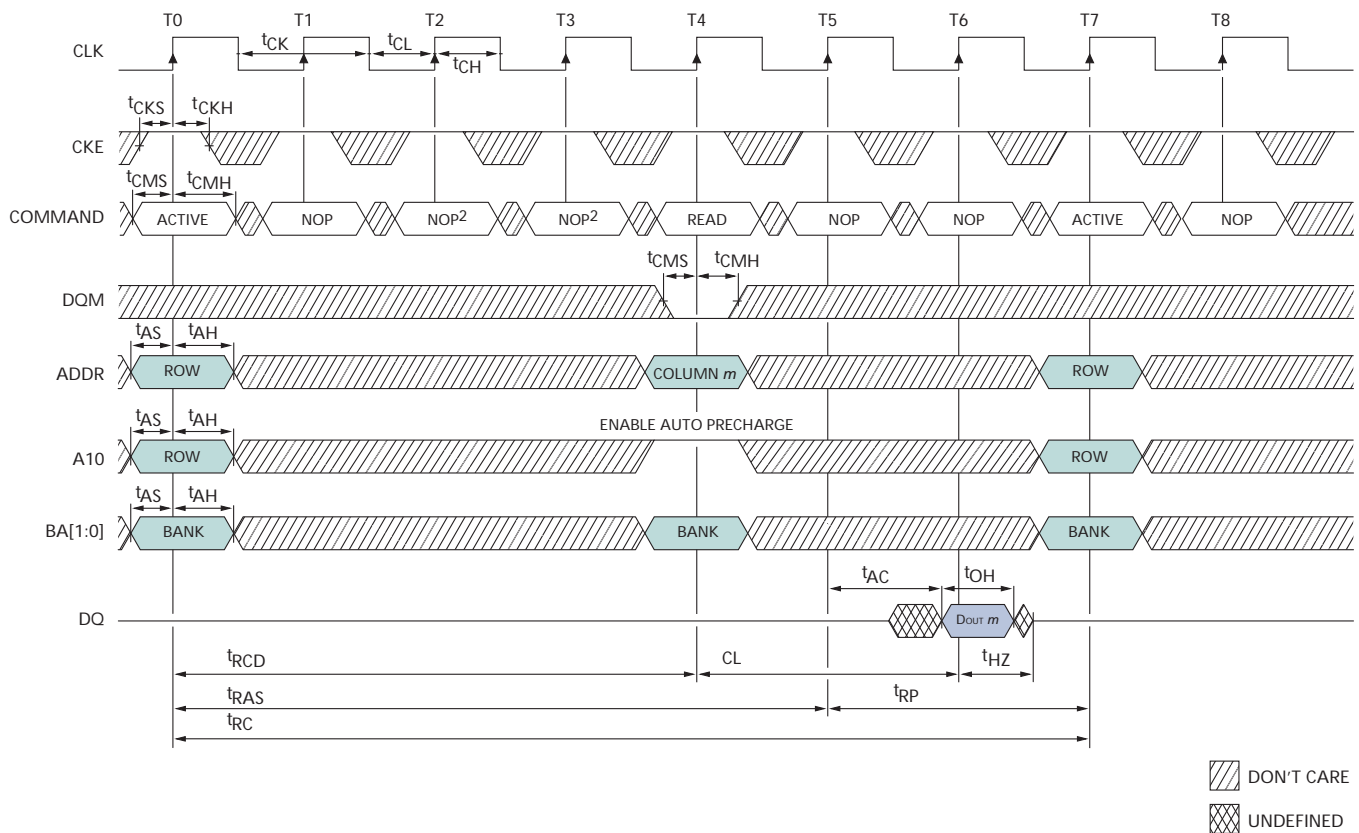 T0 T1 T2 T3 T4 T5 T6 T7 T8
CLK
tCK tCL tCH
tCKS tCKH
CKE
tCMS tCMH
COMMAND ACTIVE NOP NOP2 NOP2 READ NOP NOP ACTIVE NOP
tCMS tCMH
DQM
tAS tAH
ADDR ROW COLUMN m ROW
ENABLE AUTO PRECHARGE
tAS tAH
A10 ROW ROW
tAS tAH
BA[1:0] BANK BANK BANK
tAC tOH
DQ DOUT m
tRCD CL tHZ
tRAS tRP
tRC
DON'T CARE
UNDEFINED